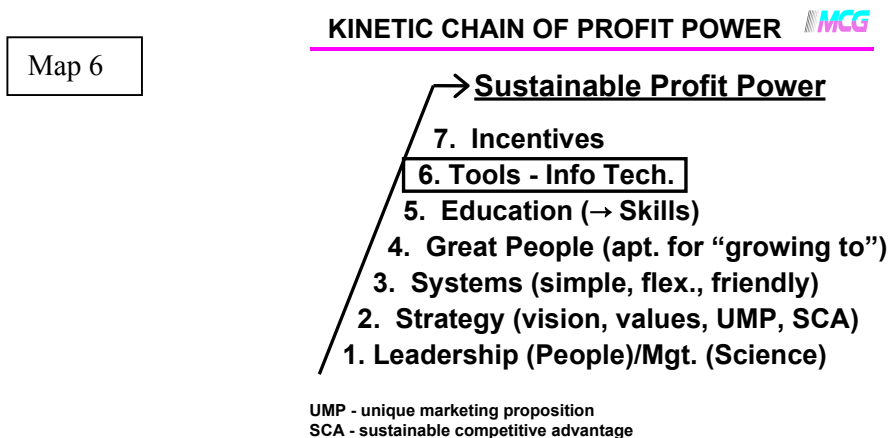 KINETIC CHAIN OF PROFIT POWER MCG
Map 6
Sustainable Profit Power
7. Incentives
6. Tools - Info Tech.
5. Education (→ Skills)
4. Great People (apt. for “growing to”)
3. Systems (simple, flex., friendly)
2. Strategy (vision, values, UMP, SCA)
1. Leadership (People)/Mgt. (Science)
UMP - unique marketing proposition
SCA - sustainable competitive advantage